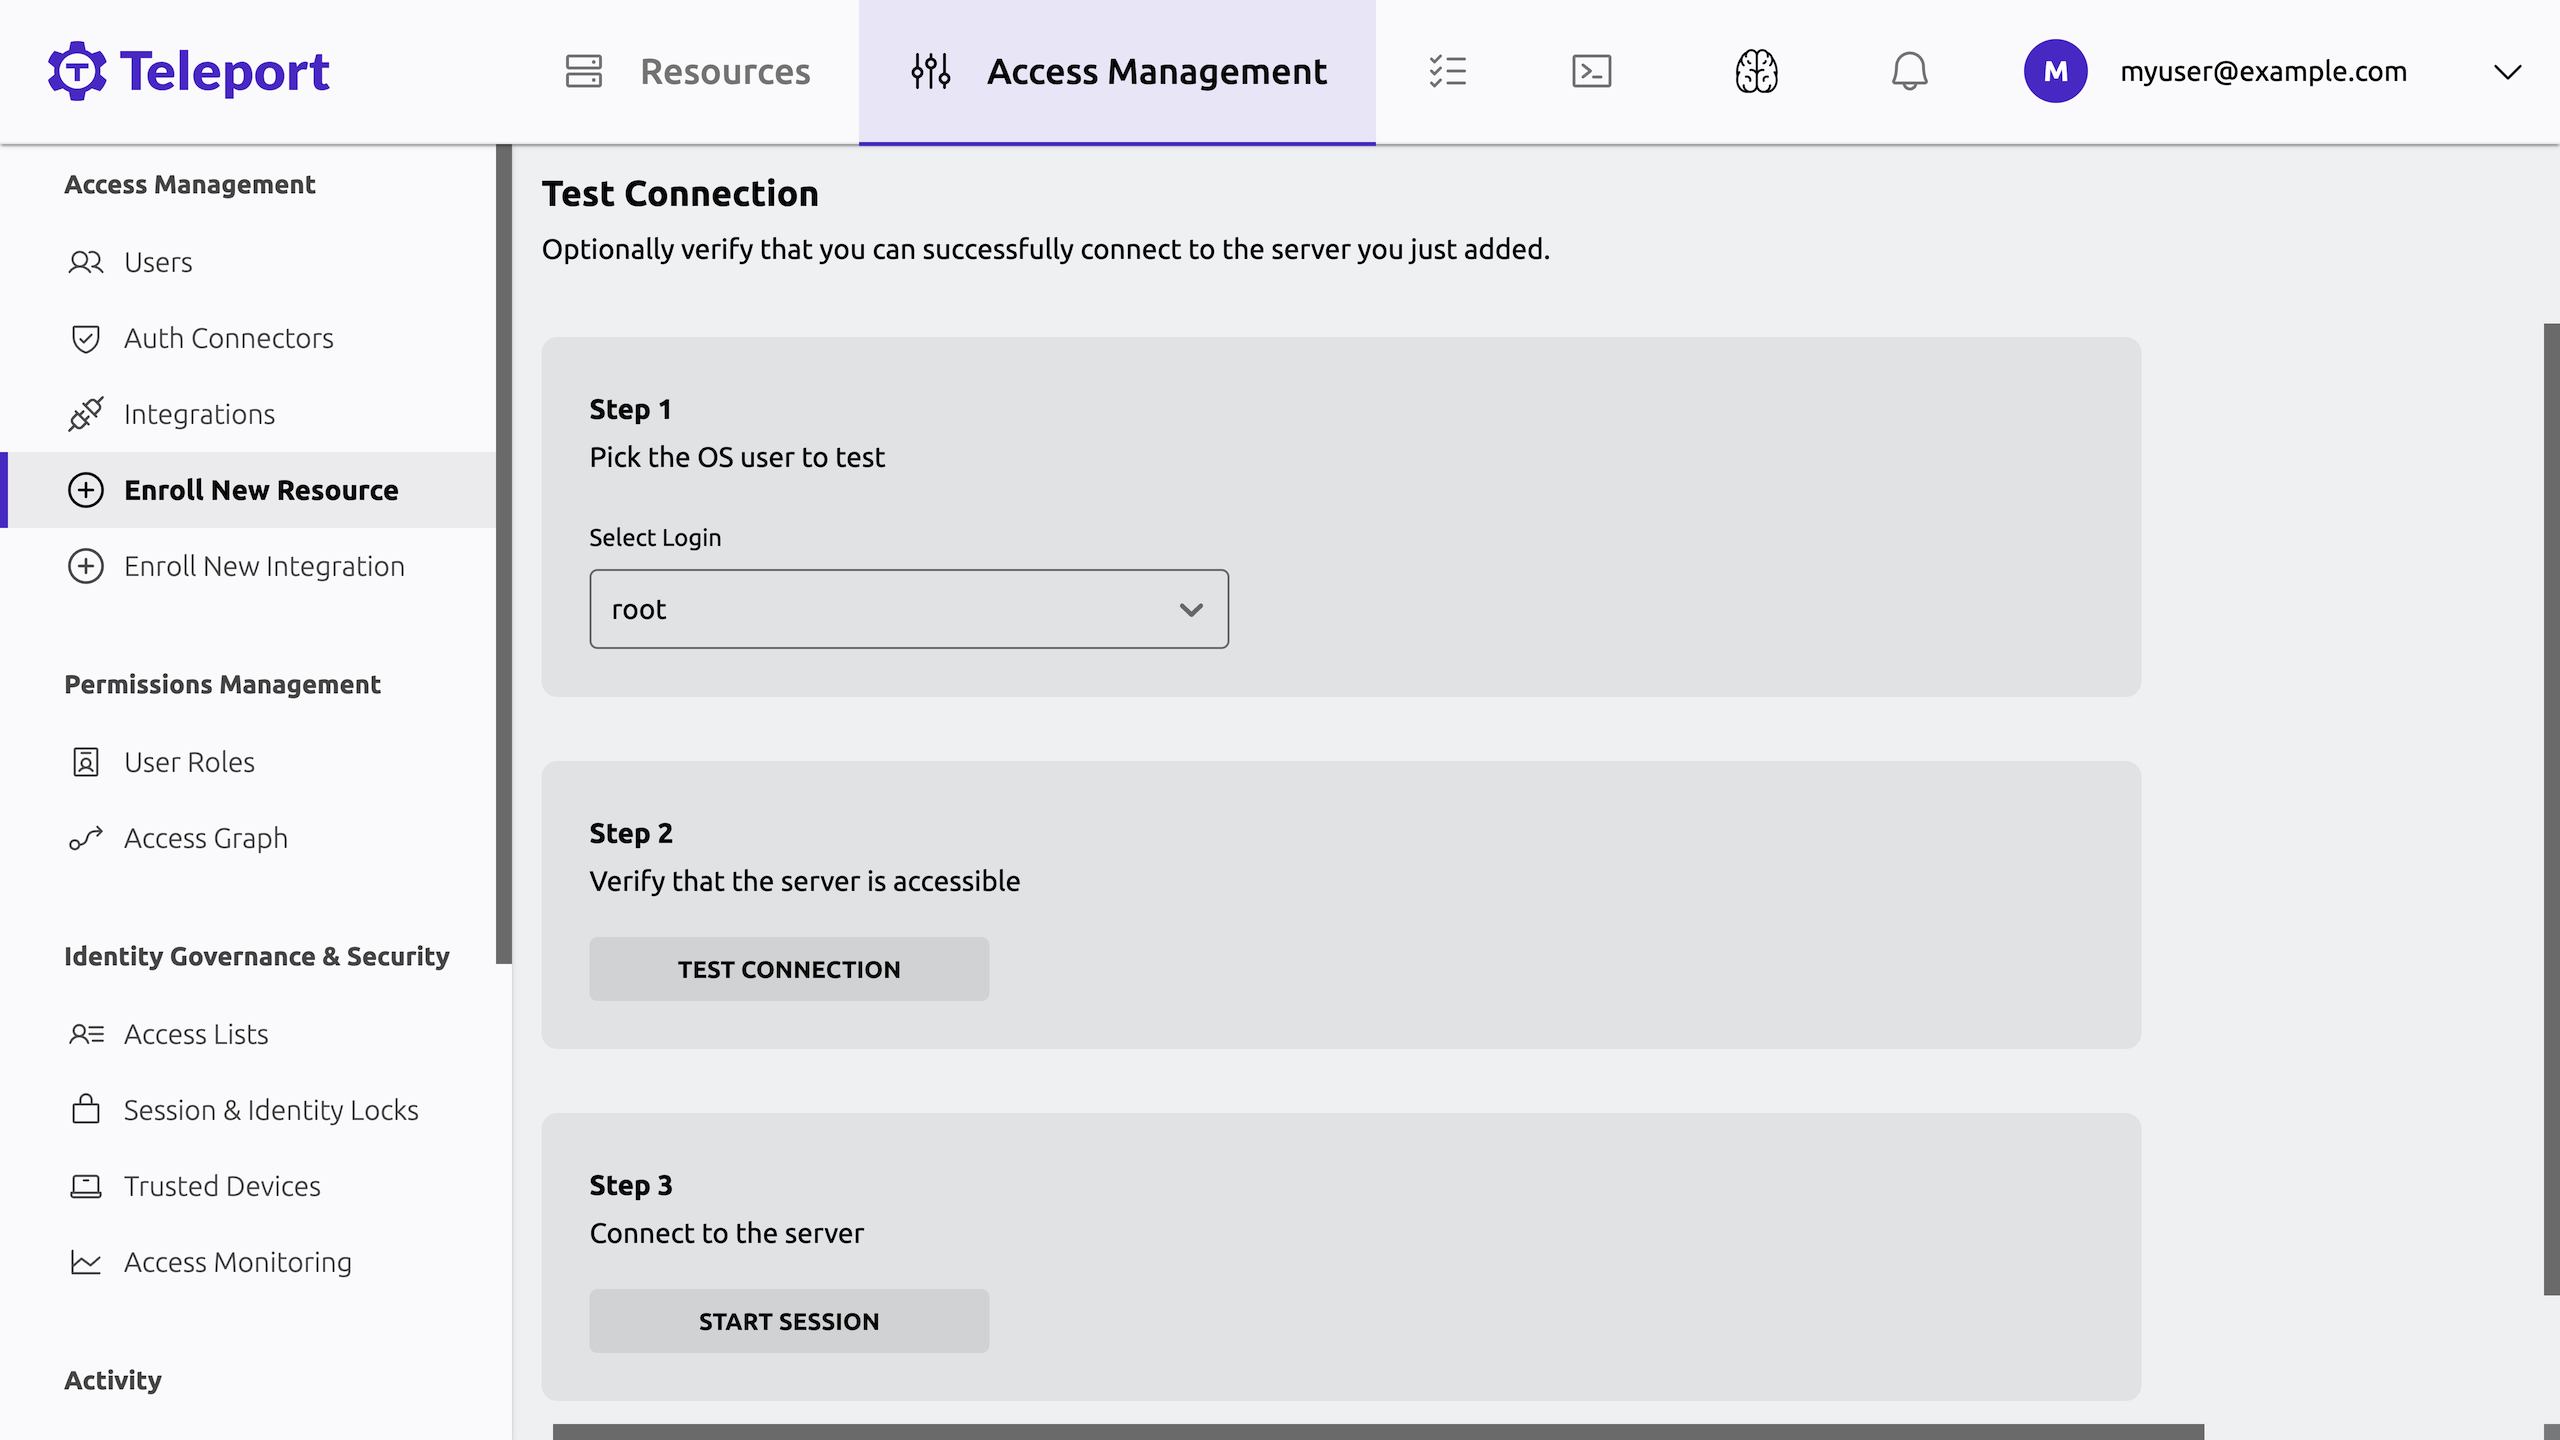 Teleport
Resources
Access Management
M
myuser@example.com
Access Management
Users
Auth Connectors
Integrations
Enroll New Resource
Enroll New Integration
Permissions Management
User Roles
Access Graph
Identity Governance & Security
Access Lists
Session & Identity Locks
Trusted Devices
Access Monitoring
Activity
Test Connection
Optionally verify that you can successfully connect to the server you just added.
Step 1
Pick the OS user to test
Select Login
root
Step 2
Verify that the server is accessible
TEST CONNECTION
Step 3
Connect to the server
START SESSION